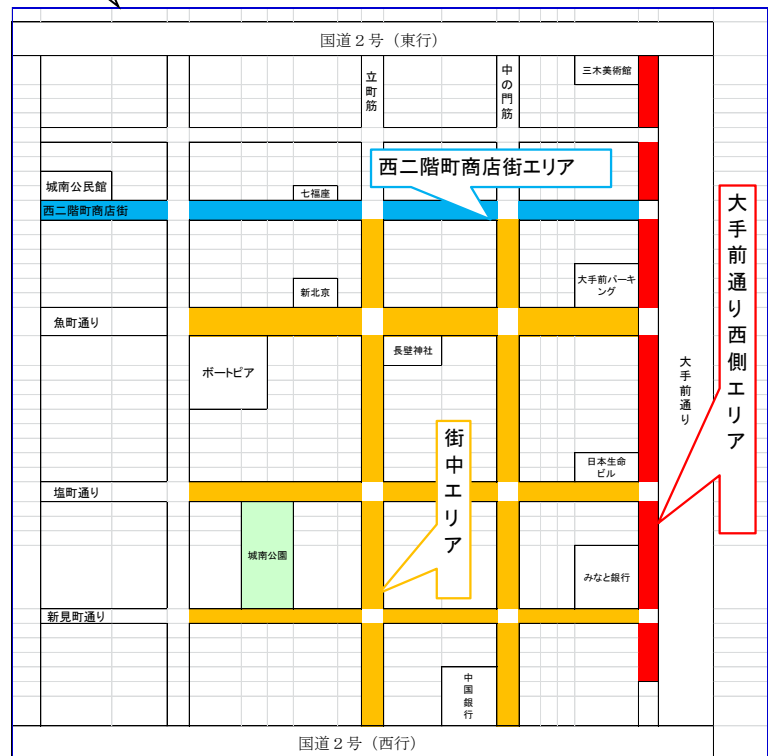 国道２号（東行）
立町筋
中の門筋
三木美術館
西二階町商店街エリア
城南公民館
七福座
西二階町商店街
大手前通り西側エリア
新北京
大手前パーキ
ング
魚町通り
長壁神社
ボートピア
大手前通り
街中エリア
日本生命
ビル
塩町通り
城南公園
みなと銀行
新見町通り
中国銀行
国道２号（西行）